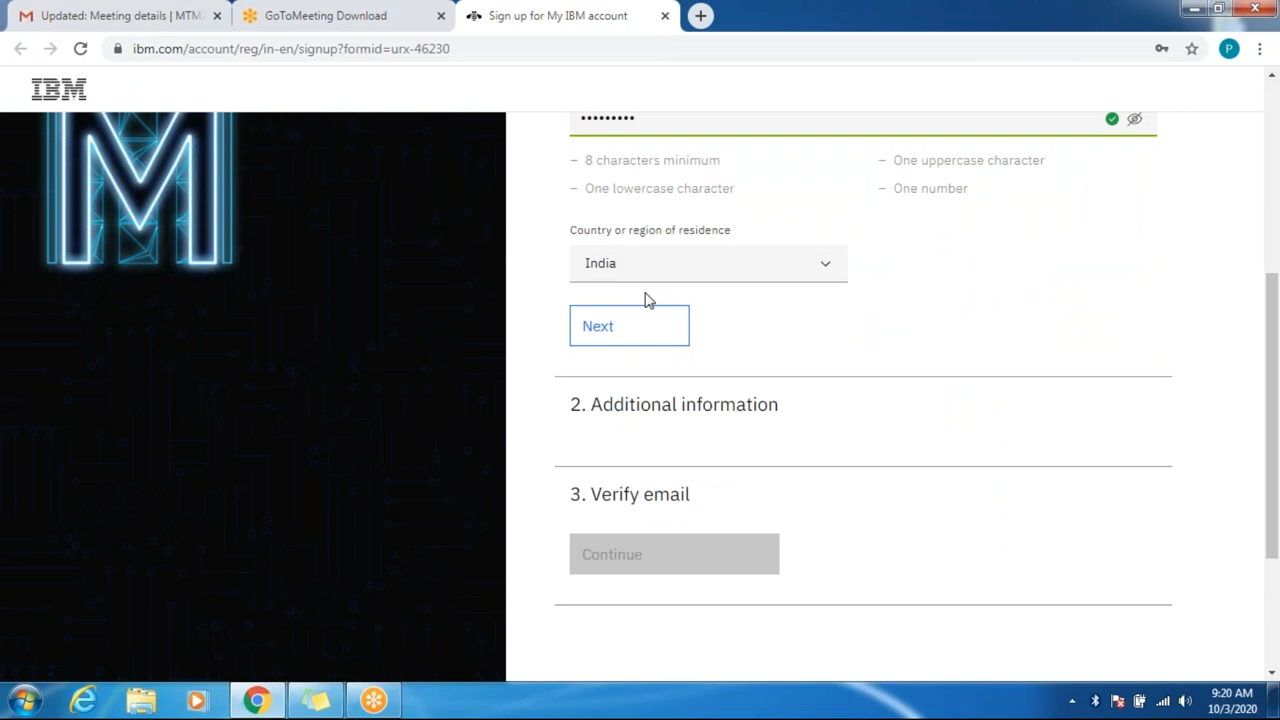 Updated: Meeting details | MTM2
GoToMeeting Download
Sign up for My IBM account
ibm.com/account/reg/in-en/signup?formid=urx-46230
P
IBM
M
•••••••••
– 8 characters minimum
– One uppercase character
– One lowercase character
– One number
Country or region of residence
India
Next
2. Additional information
3. Verify email
Continue
9:20 AM
10/3/2020